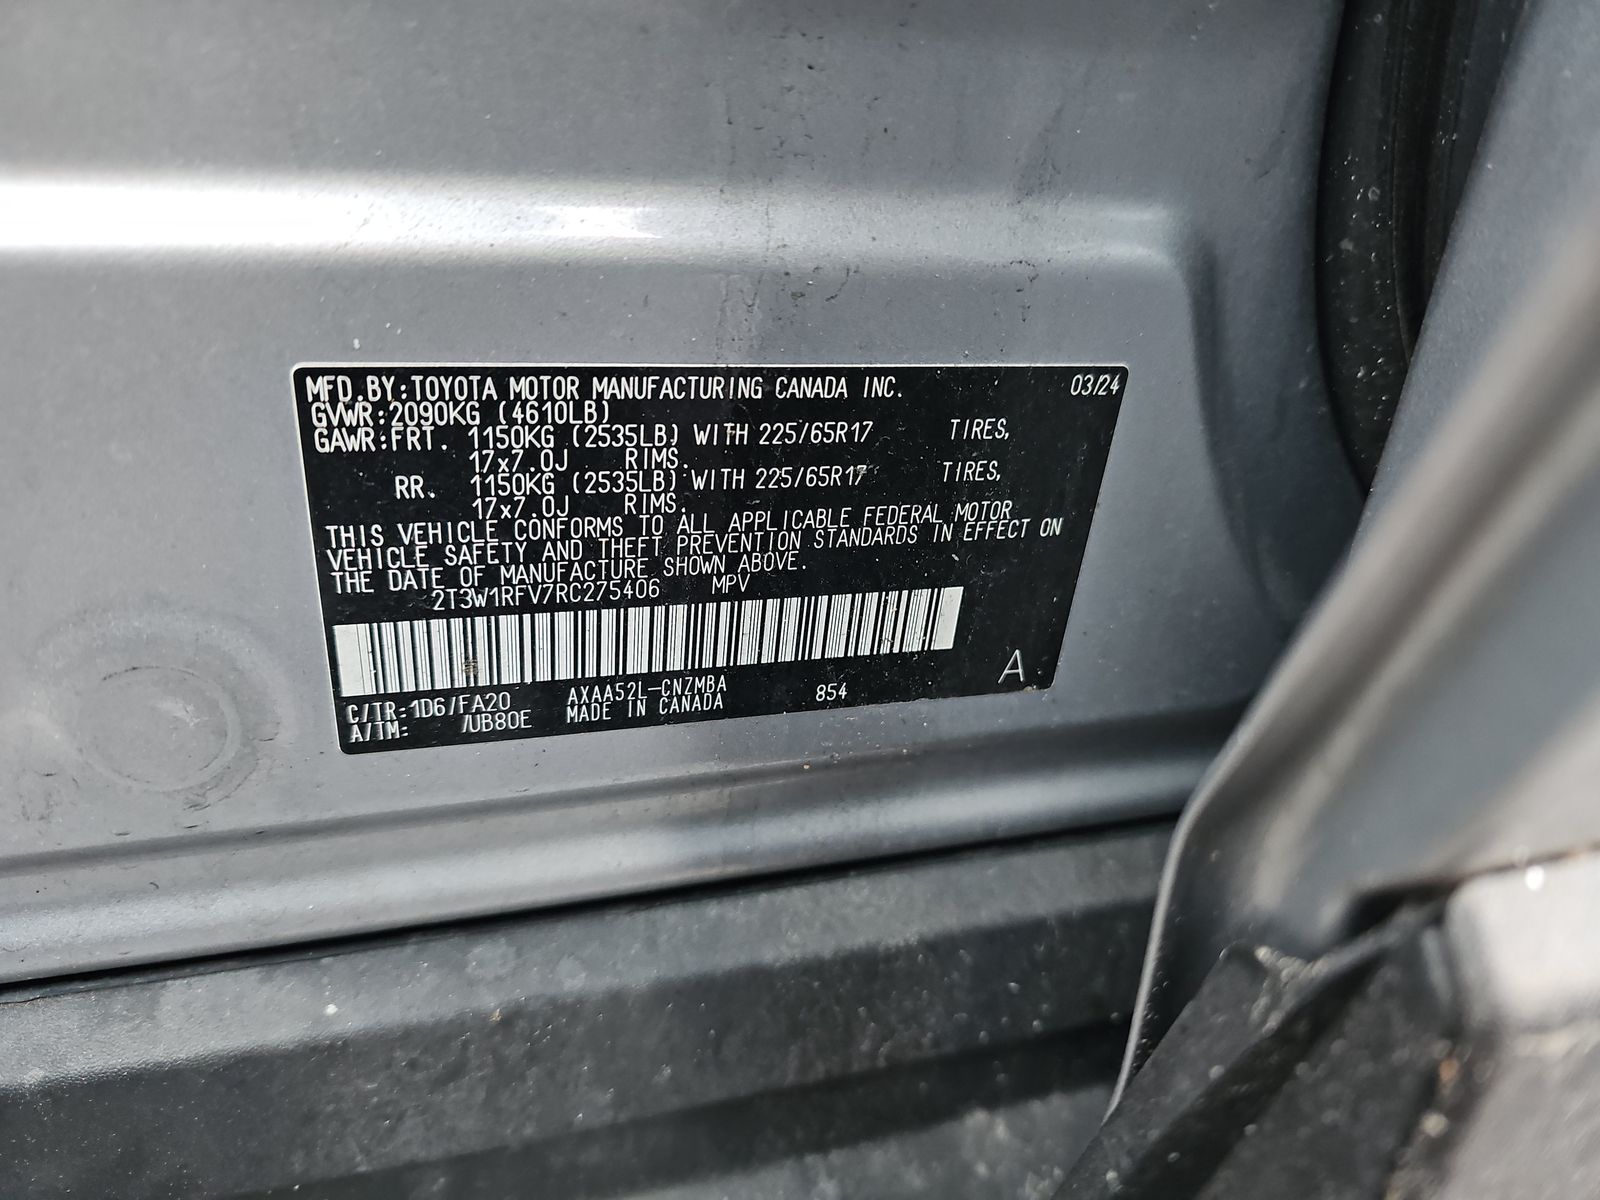 MFD.BY:TOYOTA MOTOR MANUFACTURING CANADA INC. 03/24
GVWR:2090KG (4610LB)
GAWR:FRT. 1150KG (2535LB) WITH 225/65R17 TIRES,
17x7.0J RIMS.
RR. 1150KG (2535LB) WITH 225/65R17 TIRES,
17x7.0J RIMS.
THIS VEHICLE CONFORMS TO ALL APPLICABLE FEDERAL MOTOR
VEHICLE SAFETY AND THEFT PREVENTION STANDARDS IN EFFECT ON
THE DATE OF MANUFACTURE SHOWN ABOVE.
2T3W1RFV7RC275406 MPV
C/TR:1D6/FA20 AXAA52L-CNZMBA 854 A
A/TM: /UB80E MADE IN CANADA